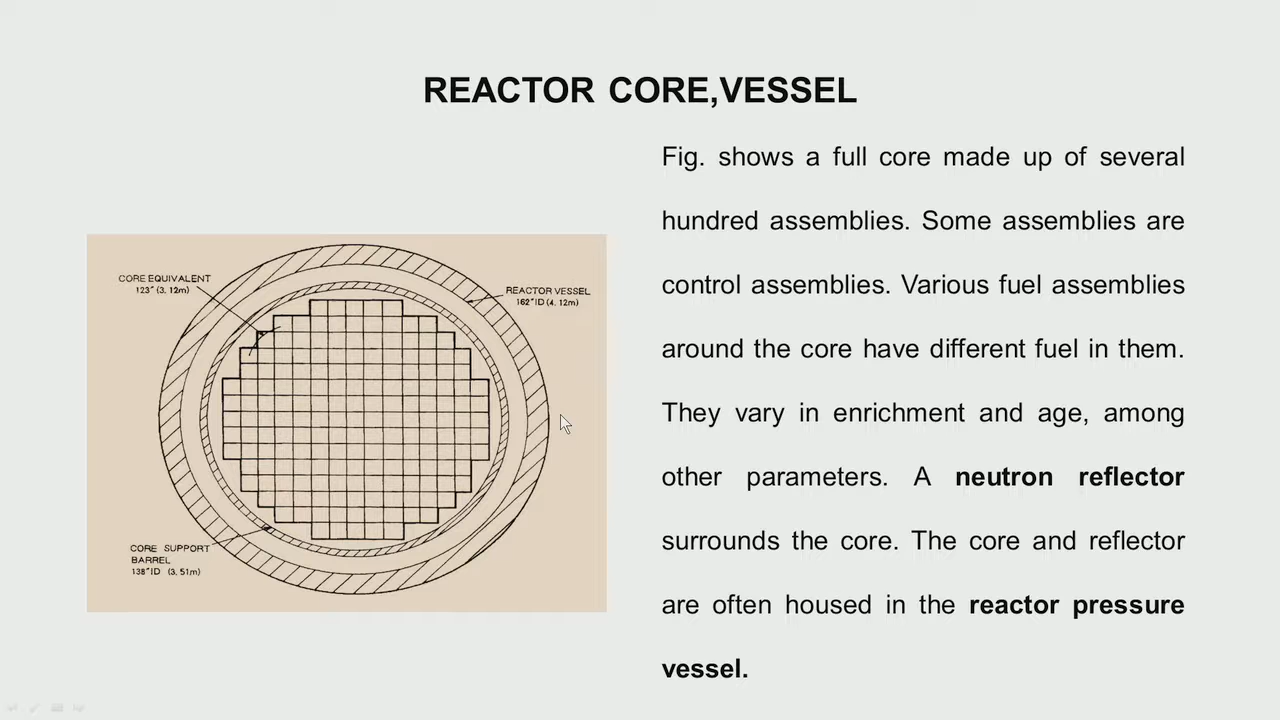 REACTOR CORE,VESSEL
CORE EQUIVALENT
123" (3.12m)
REACTOR VESSEL
162" ID (4.12m)
CORE SUPPORT
BARREL
138" ID (3.51m)
Fig. shows a full core made up of several
hundred assemblies. Some assemblies are
control assemblies. Various fuel assemblies
around the core have different fuel in them.
They vary in enrichment and age, among
other parameters. A neutron reflector
surrounds the core. The core and reflector
are often housed in the reactor pressure
vessel.